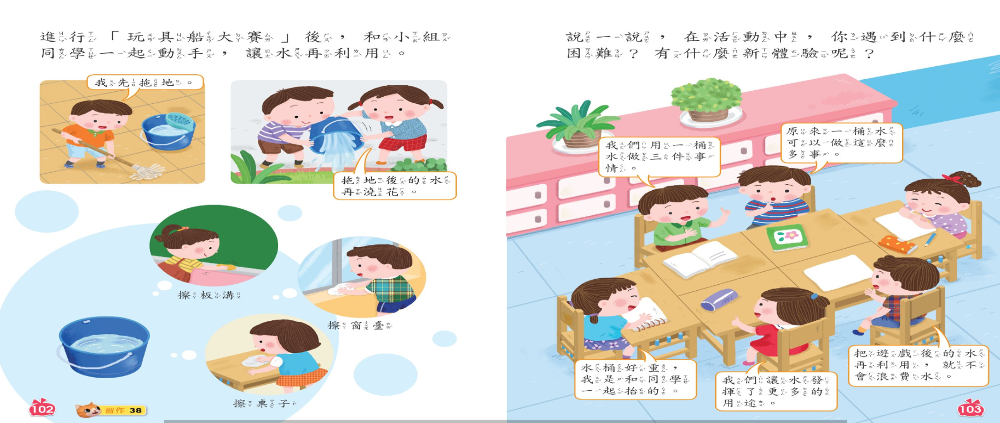 進行「玩具船大賽」後，和小組
同學一起動手，讓水再利用。
我先拖地。
拖地後的水
再澆花。
擦板溝
擦窗臺
擦桌子
102
習作 38
說一說，在活動中，你遇到什麼
困難？有什麼新體驗呢？
我們用一桶
水做三件事
情。
原來一桶水
可以做這麼
多事。
水桶好重，
我是和同學
一起抬的。
我們讓水發
揮了更多的
用途。
把遊戲後的水
再利用，就不
會浪費水。
103